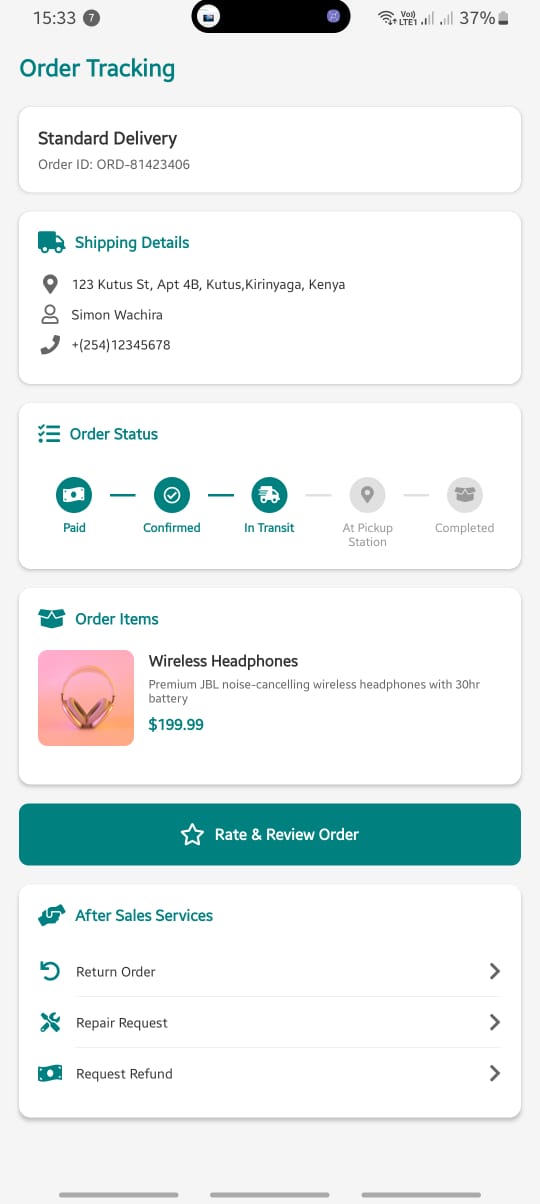 15:33 7 Vo)) LTE1 37%
Order Tracking
Standard Delivery
Order ID: ORD-81423406
Shipping Details
123 Kutus St, Apt 4B, Kutus,Kirinyaga, Kenya
Simon Wachira
+(254)12345678
Order Status
Paid Confirmed In Transit At Pickup Station Completed
Order Items
Wireless Headphones
Premium JBL noise-cancelling wireless headphones with 30hr
battery
$199.99
Rate & Review Order
After Sales Services
Return Order
Repair Request
Request Refund